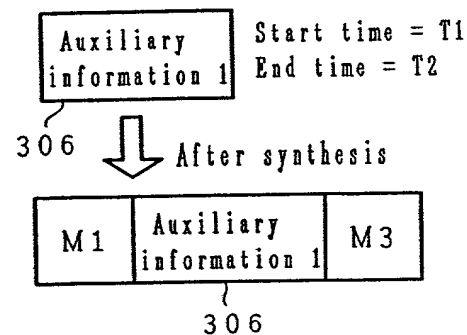 Auxiliary
information 1
Start time = T1
End time = T2
306
After synthesis
M1
Auxiliary
information 1
M3
306